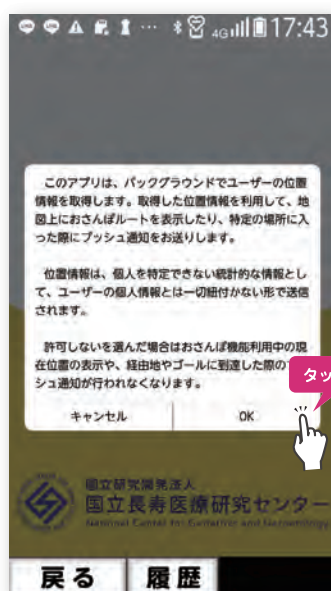 4G 17:43
このアプリは、バックグラウンドでユーザーの位置
情報を取得します。取得した位置情報を利用して、地
図上におさんぽルートを表示したり、特定の場所に入
った際にプッシュ通知をお送りします。
位置情報は、個人を特定できない統計的な情報とし
て、ユーザーの個人情報とは一切紐付かない形で送信
されます。
許可しないを選んだ場合はおさんぽ機能利用中の現
在位置の表示や、経由地やゴールに到達した際の
シュ通知が行われなくなります。
タッ
キャンセル OK
国立研究開発法人
国立長寿医療研究センター
National Center for Geriatrics and Gerontology
戻る 履歴